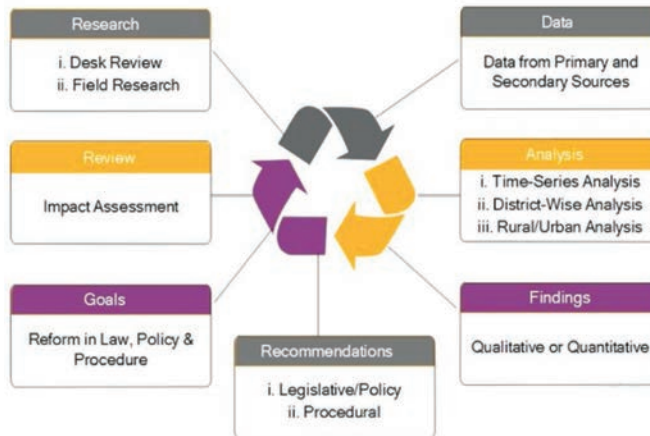 Research
i. Desk Review
ii. Field Research
Data
Data from Primary and
Secondary Sources
Review
Impact Assessment
Analysis
i. Time-Series Analysis
ii. District-Wise Analysis
iii. Rural/Urban Analysis
Goals
Reform in Law, Policy &
Procedure
Recommendations
i. Legislative/Policy
ii. Procedural
Findings
Qualitative or Quantitative